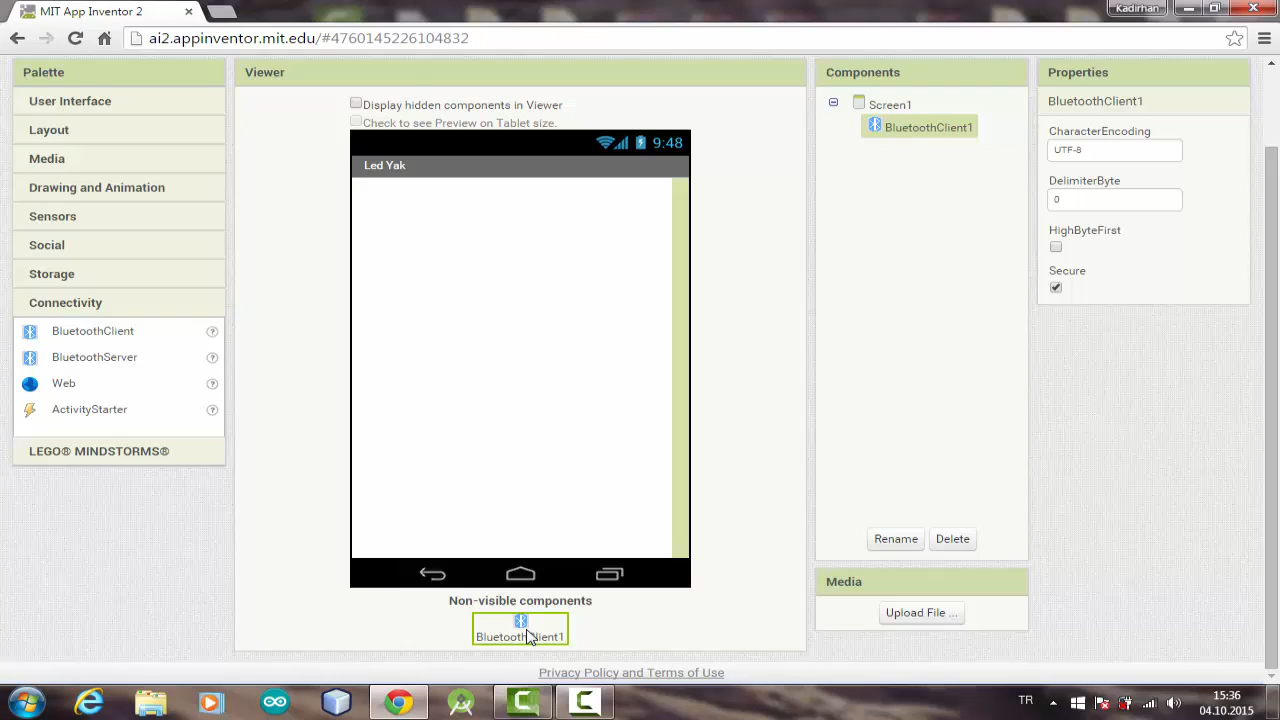 MIT App Inventor 2
Kadirhan
ai2.appinventor.mit.edu/#4760145226104832
Palette
User Interface
Layout
Media
Drawing and Animation
Sensors
Social
Storage
Connectivity
BluetoothClient
BluetoothServer
Web
ActivityStarter
LEGO® MINDSTORMS®
Viewer
Display hidden components in Viewer
Check to see Preview on Tablet size.
9:48
Led Yak
Non-visible components
BluetoothClient1
Components
Screen1
BluetoothClient1
Rename
Delete
Media
Upload File ...
Properties
BluetoothClient1
CharacterEncoding
UTF-8
DelimiterByte
0
HighByteFirst
Secure
Privacy Policy and Terms of Use
TR
15:36
04.10.2015